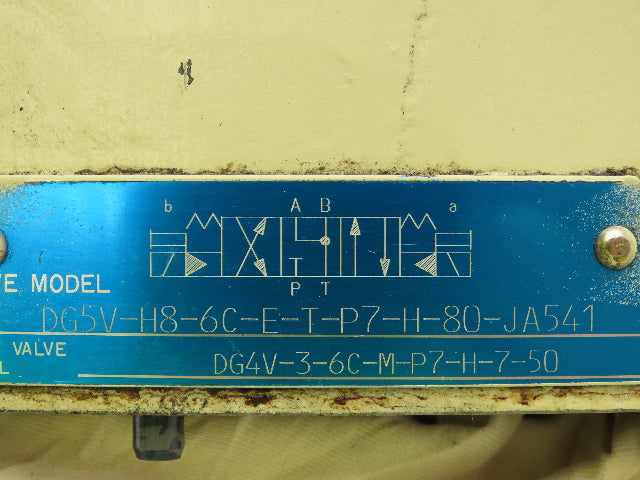 b A B a
P T
VE MODEL
DG5V-H8-6C-E-T-P7-H-80-JA541
VALVE
L
DG4V-3-6C-M-P7-H-7-50